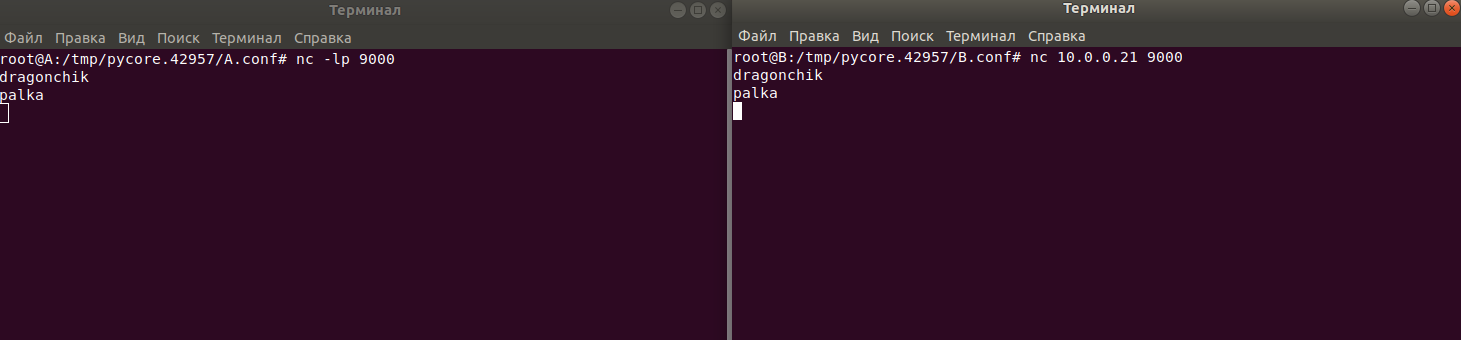 Терминал
Файл Правка Вид Поиск Терминал Справка
root@A:/tmp/pycore.42957/A.conf# nc -lp 9000
dragonchik
palka
Терминал
Файл Правка Вид Поиск Терминал Справка
root@B:/tmp/pycore.42957/B.conf# nc 10.0.0.21 9000
dragonchik
palka